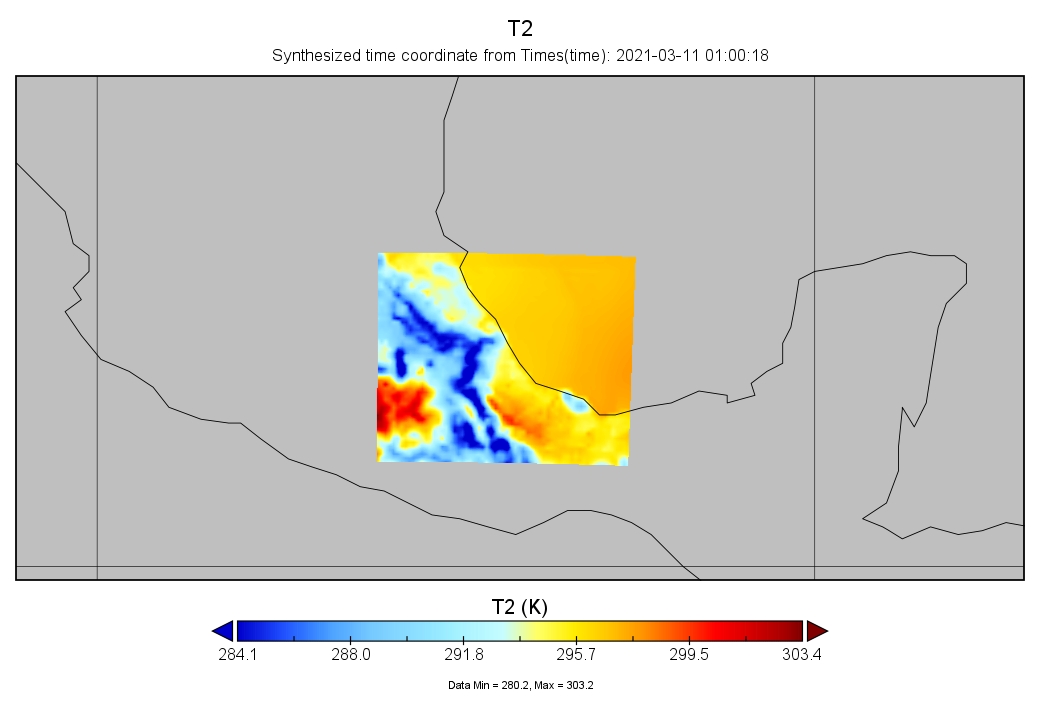 T2
Synthesized time coordinate from Times(time): 2021-03-11 01:00:18
T2 (K)
284.1 288.0 291.8 295.7 299.5 303.4
Data Min = 280.2, Max = 303.2